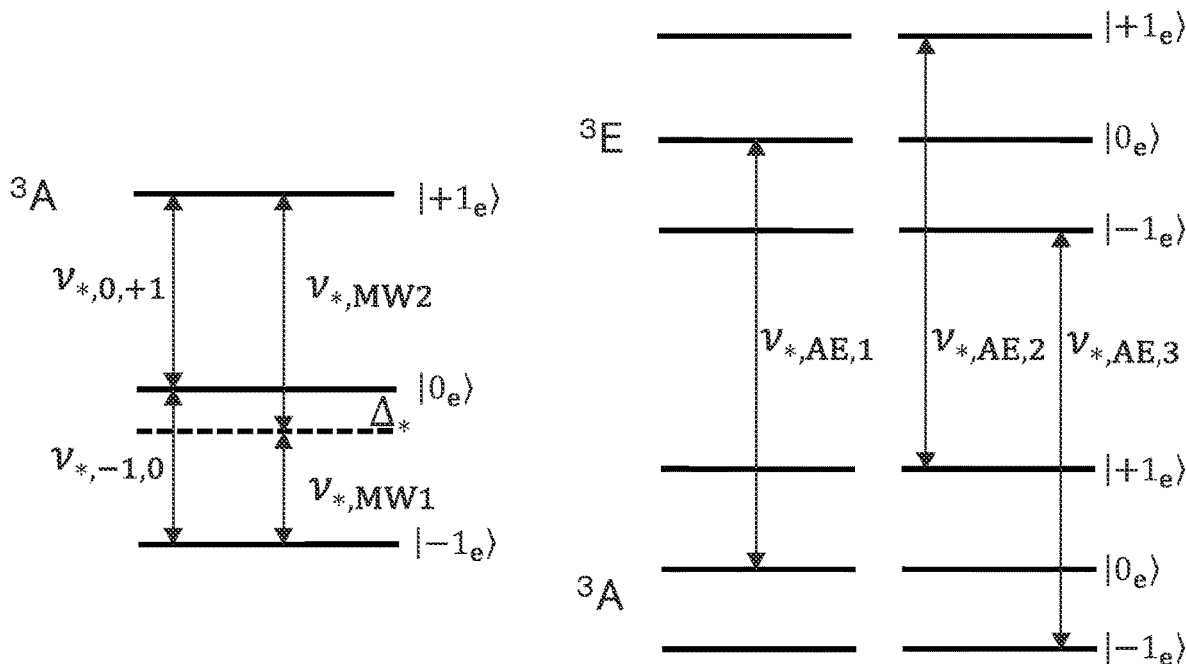 ³A
|+1ₑ⟩
ν*,0,+1
ν*,MW2
|0ₑ⟩
Δ*
ν*,−1,0
ν*,MW1
|−1ₑ⟩
|+1ₑ⟩
³E
|0ₑ⟩
|−1ₑ⟩
ν*,AE,1
ν*,AE,2
ν*,AE,3
|+1ₑ⟩
³A
|0ₑ⟩
|−1ₑ⟩